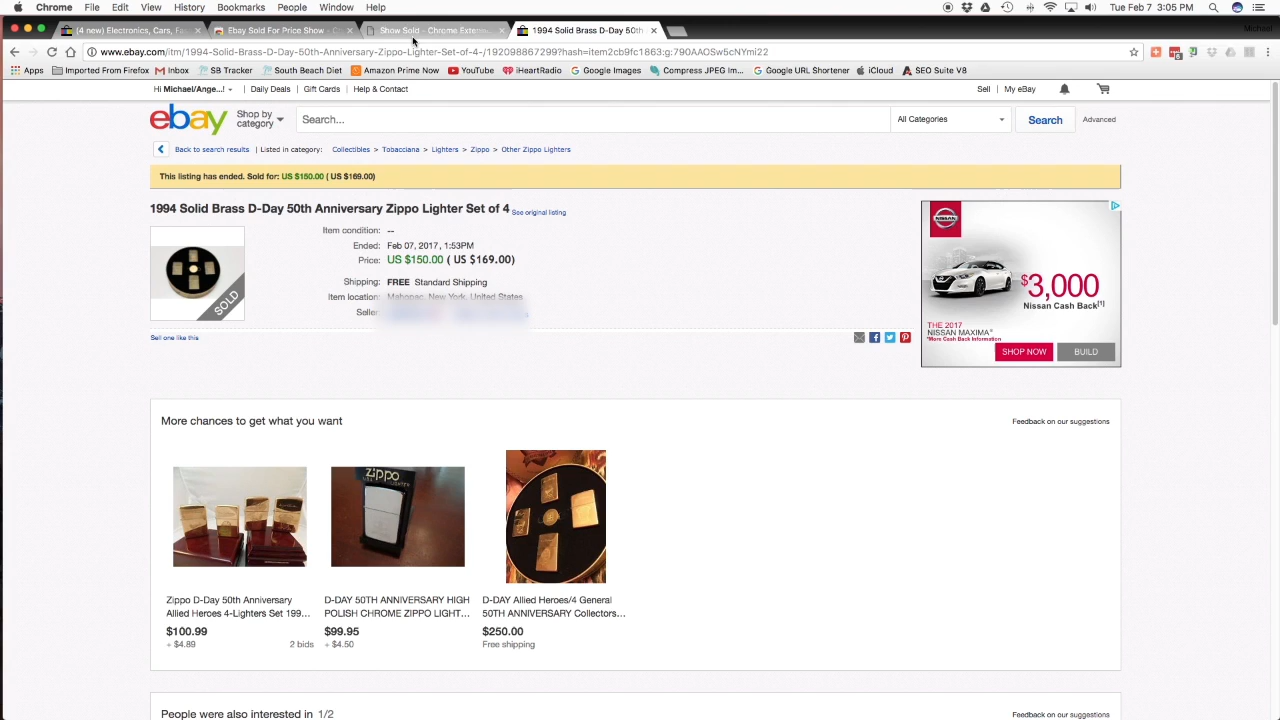 Chrome File Edit View History Bookmarks People Window Help Tue Feb 7 3:05 PM
(4 new) Electronics, Cars, Fa Ebay Sold For Price Show - C Show Sold - Chrome Extens 1994 Solid Brass D-Day 50th Michael
www.ebay.com/itm/1994-Solid-Brass-D-Day-50th-Anniversary-Zippo-Lighter-Set-of-4-/192098867299?hash=item2cb9fc1863:g:790AAOSw5cNYmi22
Apps Imported From Firefox Inbox SB Tracker South Beach Diet Amazon Prime Now YouTube iHeartRadio Google Images Compress JPEG Im... Google URL Shortener iCloud SEO Suite V8
Hi Michael/Ange...! Daily Deals Gift Cards Help & Contact Sell My eBay
ebay Shop by category Search... All Categories Search Advanced
Back to search results | Listed in category: Collectibles > Tobacciana > Lighters > Zippo > Other Zippo Lighters
This listing has ended. Sold for: US $150.00 ( US $169.00)
1994 Solid Brass D-Day 50th Anniversary Zippo Lighter Set of 4 See original listing
SOLD
Item condition: --
Ended: Feb 07, 2017 , 1:53PM
Price: US $150.00 ( US $169.00)
Shipping: FREE Standard Shipping
Item location: Mahopac, New York, United States
Seller:
Sell one like this
NISSAN
$3,000
Nissan Cash Back[1]
THE 2017
NISSAN MAXIMA®
*More Cash Back Information
SHOP NOW BUILD
More chances to get what you want Feedback on our suggestions
zippo
Zippo D-Day 50th Anniversary
Allied Heroes 4-Lighters Set 199...
$100.99
+ $4.89 2 bids
D-DAY 50TH ANNIVERSARY HIGH
POLISH CHROME ZIPPO LIGHT...
$99.95
+ $4.50
D-DAY Allied Heroes/4 General
50TH ANNIVERSARY Collectors...
$250.00
Free shipping
People were also interested in 1/2 Feedback on our suggestions